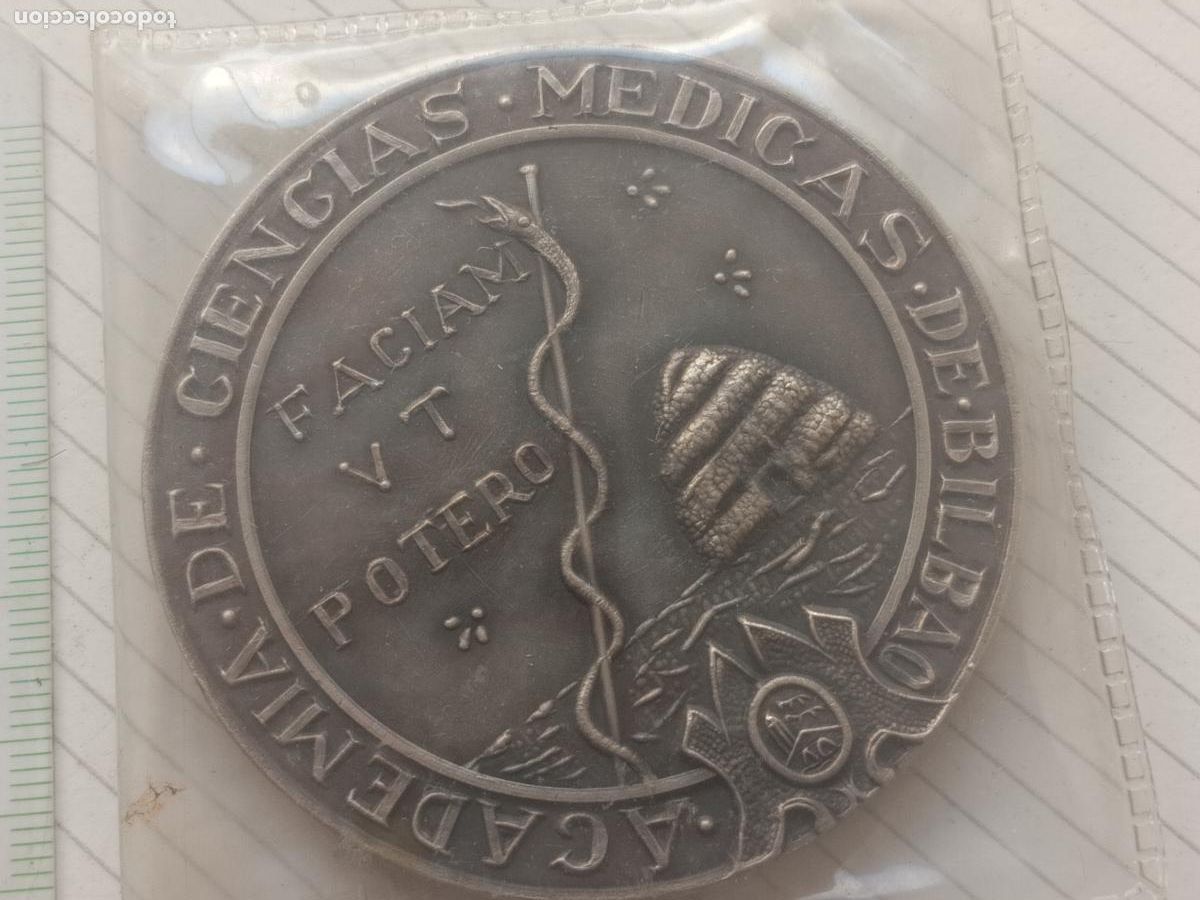 ACADEMIA · DE · CIENCIAS · MEDICAS · DE · BILBAO
FACIAM
VT
POTERO
todocoleccion